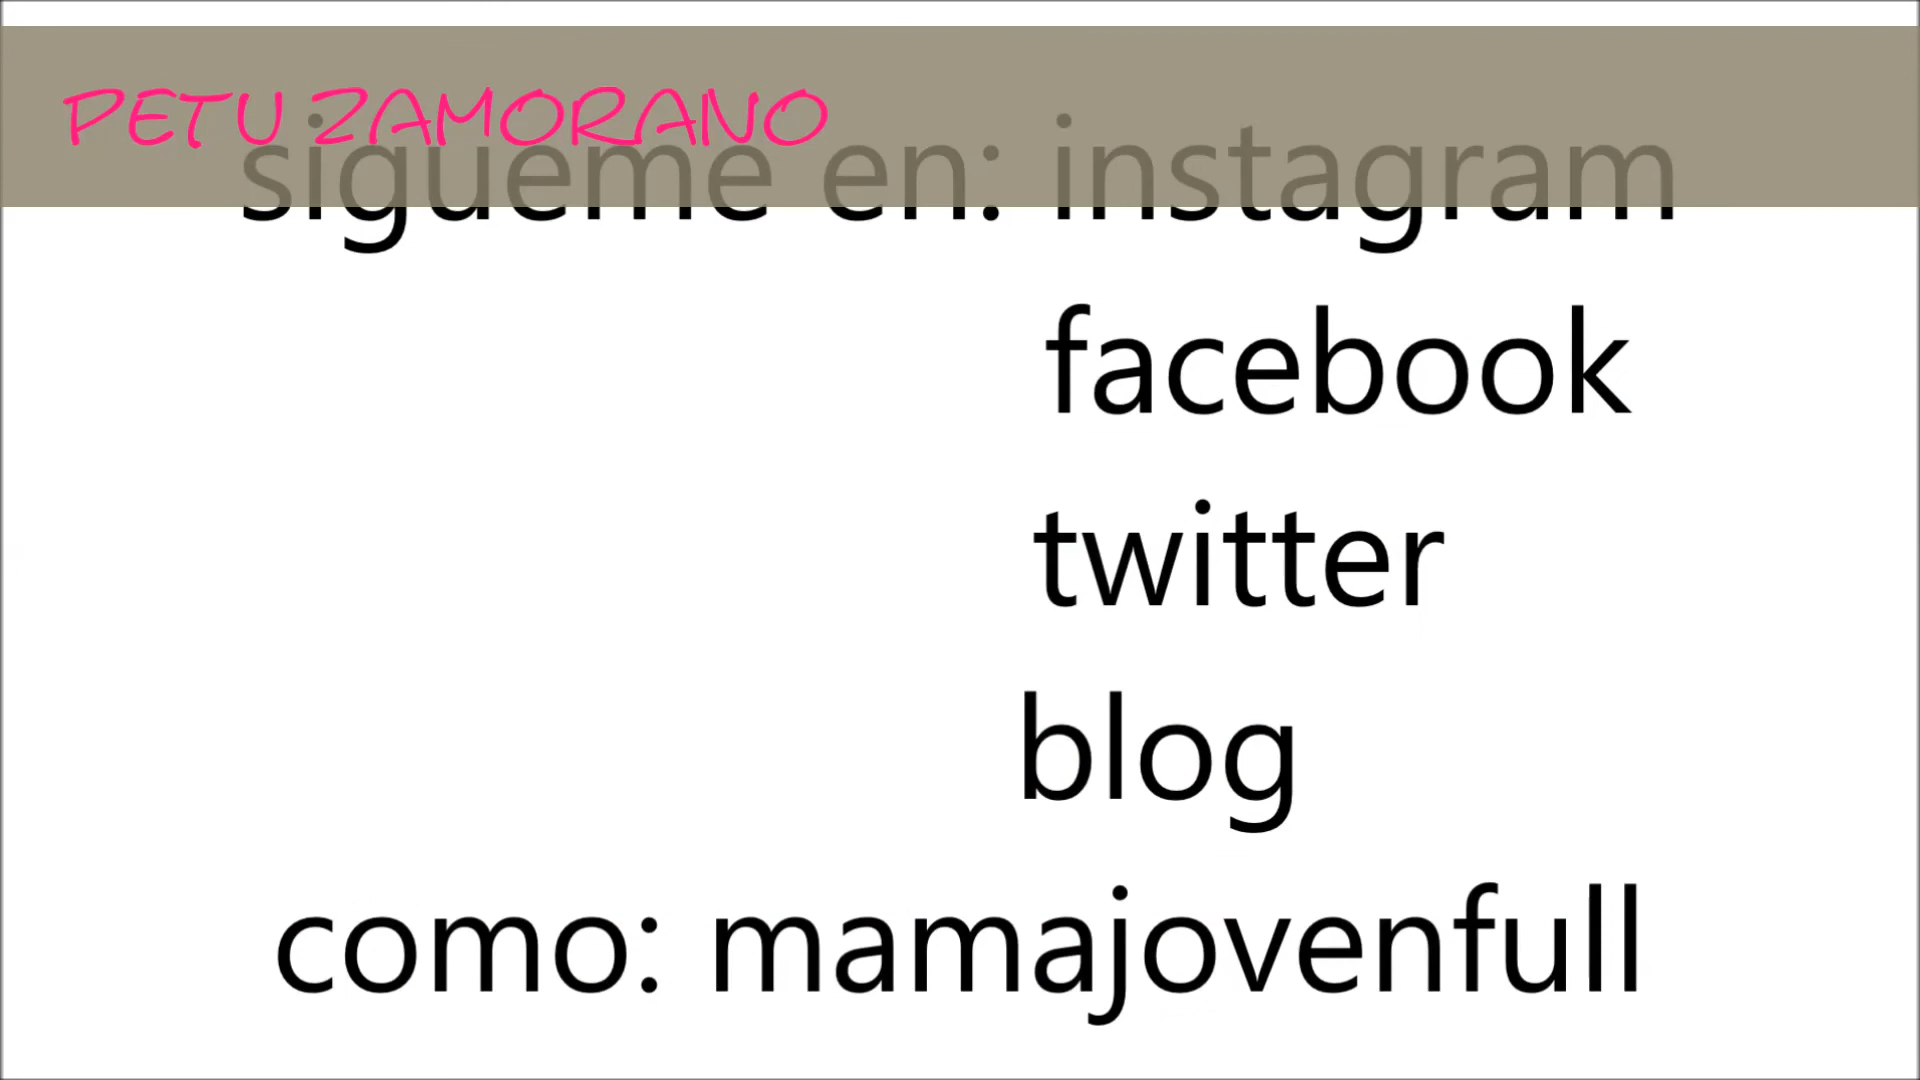 PETU ZAMORANO
sigueme en: instagram
facebook
twitter
blog
como: mamajovenfull